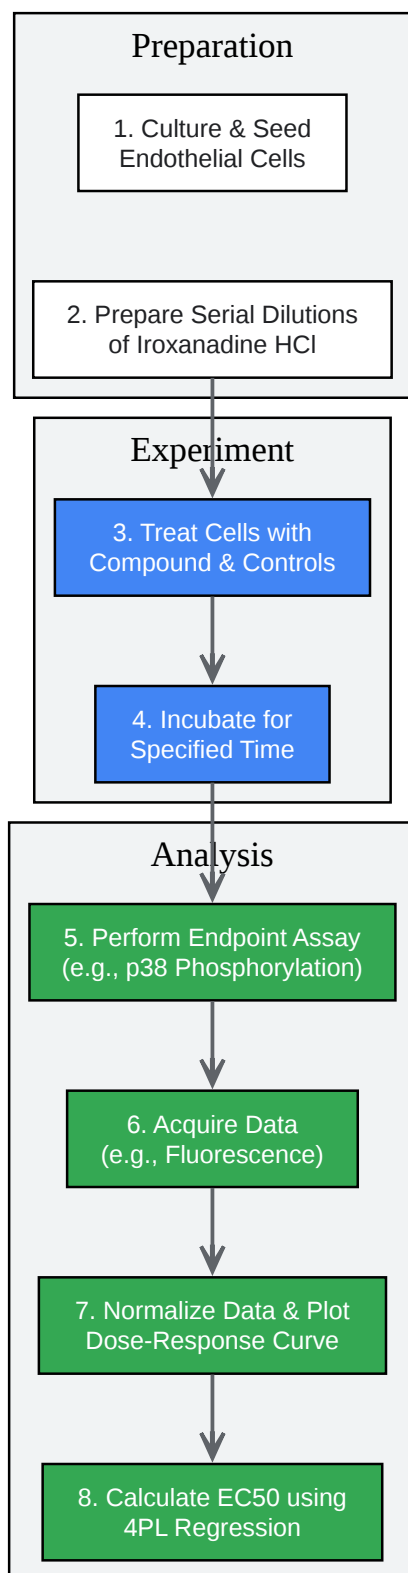 Preparation
1. Culture & Seed
Endothelial Cells
2. Prepare Serial Dilutions
of Iroxanadine HCl
Experiment
3. Treat Cells with
Compound & Controls
4. Incubate for
Specified Time
Analysis
5. Perform Endpoint Assay
(e.g., p38 Phosphorylation)
6. Acquire Data
(e.g., Fluorescence)
7. Normalize Data & Plot
Dose-Response Curve
8. Calculate EC50 using
4PL Regression